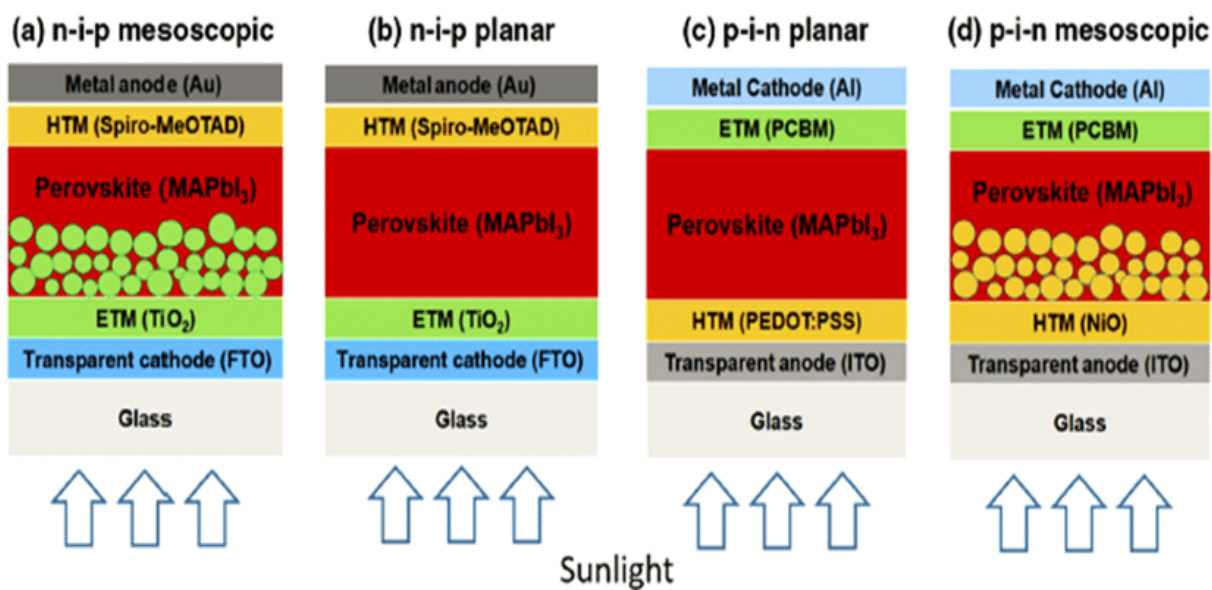 (a) n-i-p mesoscopic
Metal anode (Au)
HTM (Spiro-MeOTAD)
Perovskite (MAPbI₃)
ETM (TiO₂)
Transparent cathode (FTO)
Glass
(b) n-i-p planar
Metal anode (Au)
HTM (Spiro-MeOTAD)
Perovskite (MAPbI₃)
ETM (TiO₂)
Transparent cathode (FTO)
Glass
(c) p-i-n planar
Metal Cathode (Al)
ETM (PCBM)
Perovskite (MAPbI₃)
HTM (PEDOT:PSS)
Transparent anode (ITO)
Glass
(d) p-i-n mesoscopic
Metal Cathode (Al)
ETM (PCBM)
Perovskite (MAPbI₃)
HTM (NiO)
Transparent anode (ITO)
Glass
Sunlight